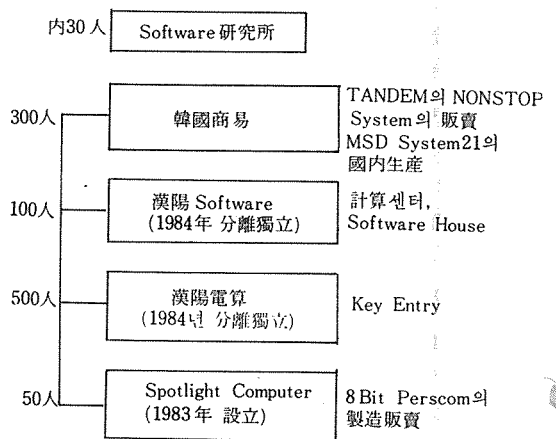 内30人 Software研究所
300人 韓國商易 TANDEM의 NONSTOP
System의 販賣
MSD System21의
國内生産
100人 漢陽 Software
(1984年 分離獨立) 計算센터,
Software House
500人 漢陽電算
(1984년 分離獨立) Key Entry
50人 Spotlight Computer
(1983年 設立) 8 Bit Perscom의
製造販賣